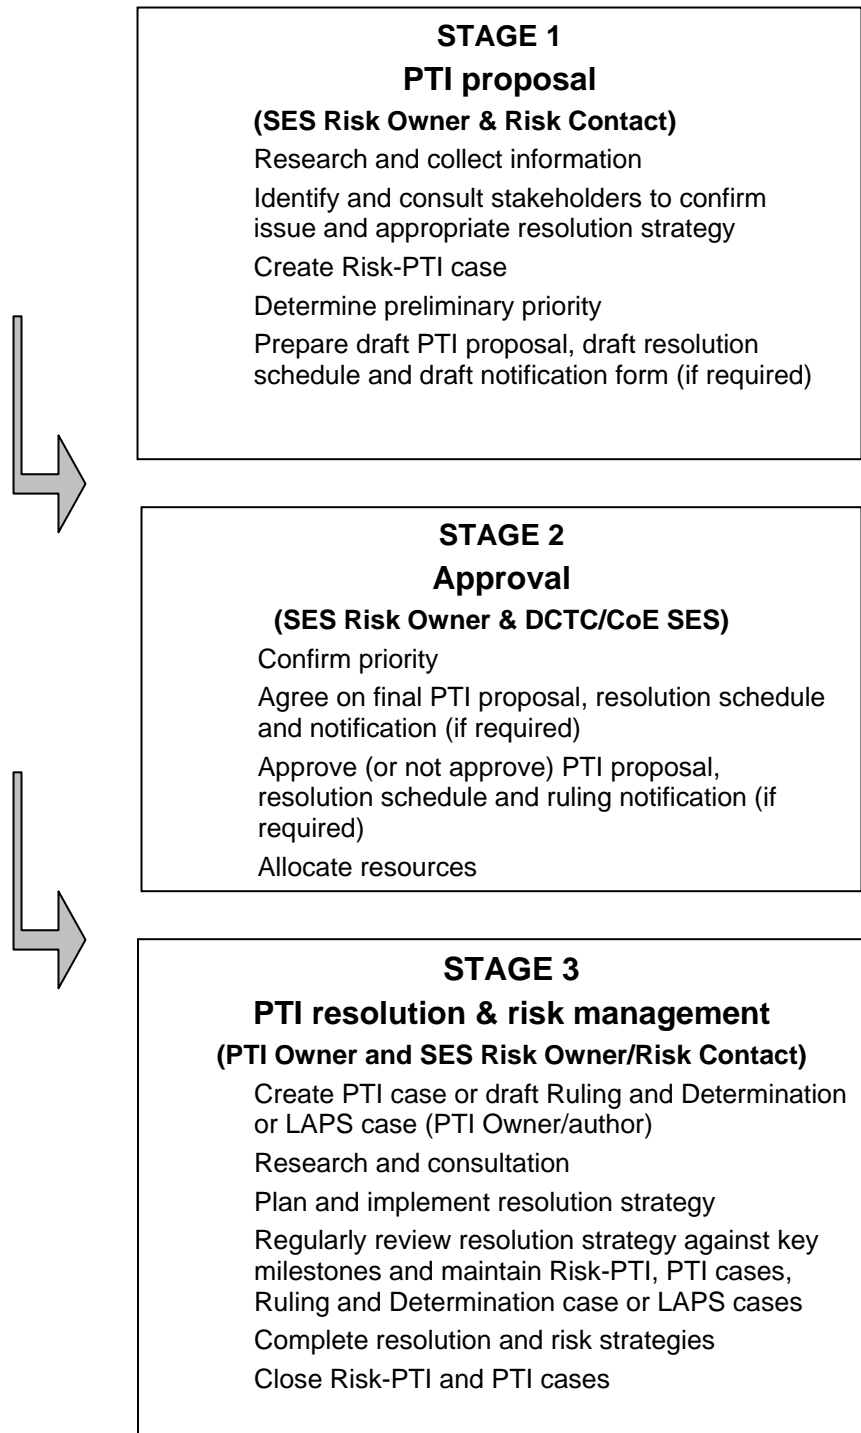 STAGE 1
PTI proposal
(SES Risk Owner & Risk Contact)
Research and collect information
Identify and consult stakeholders to confirm
issue and appropriate resolution strategy
Create Risk-PTI case
Determine preliminary priority
Prepare draft PTI proposal, draft resolution
schedule and draft notification form (if required)
STAGE 2
Approval
(SES Risk Owner & DCTC/CoE SES)
Confirm priority
Agree on final PTI proposal, resolution schedule
and notification (if required)
Approve (or not approve) PTI proposal,
resolution schedule and ruling notification (if
required)
Allocate resources
STAGE 3
PTI resolution & risk management
(PTI Owner and SES Risk Owner/Risk Contact)
Create PTI case or draft Ruling and Determination
or LAPS case (PTI Owner/author)
Research and consultation
Plan and implement resolution strategy
Regularly review resolution strategy against key
milestones and maintain Risk-PTI, PTI cases,
Ruling and Determination case or LAPS cases
Complete resolution and risk strategies
Close Risk-PTI and PTI cases